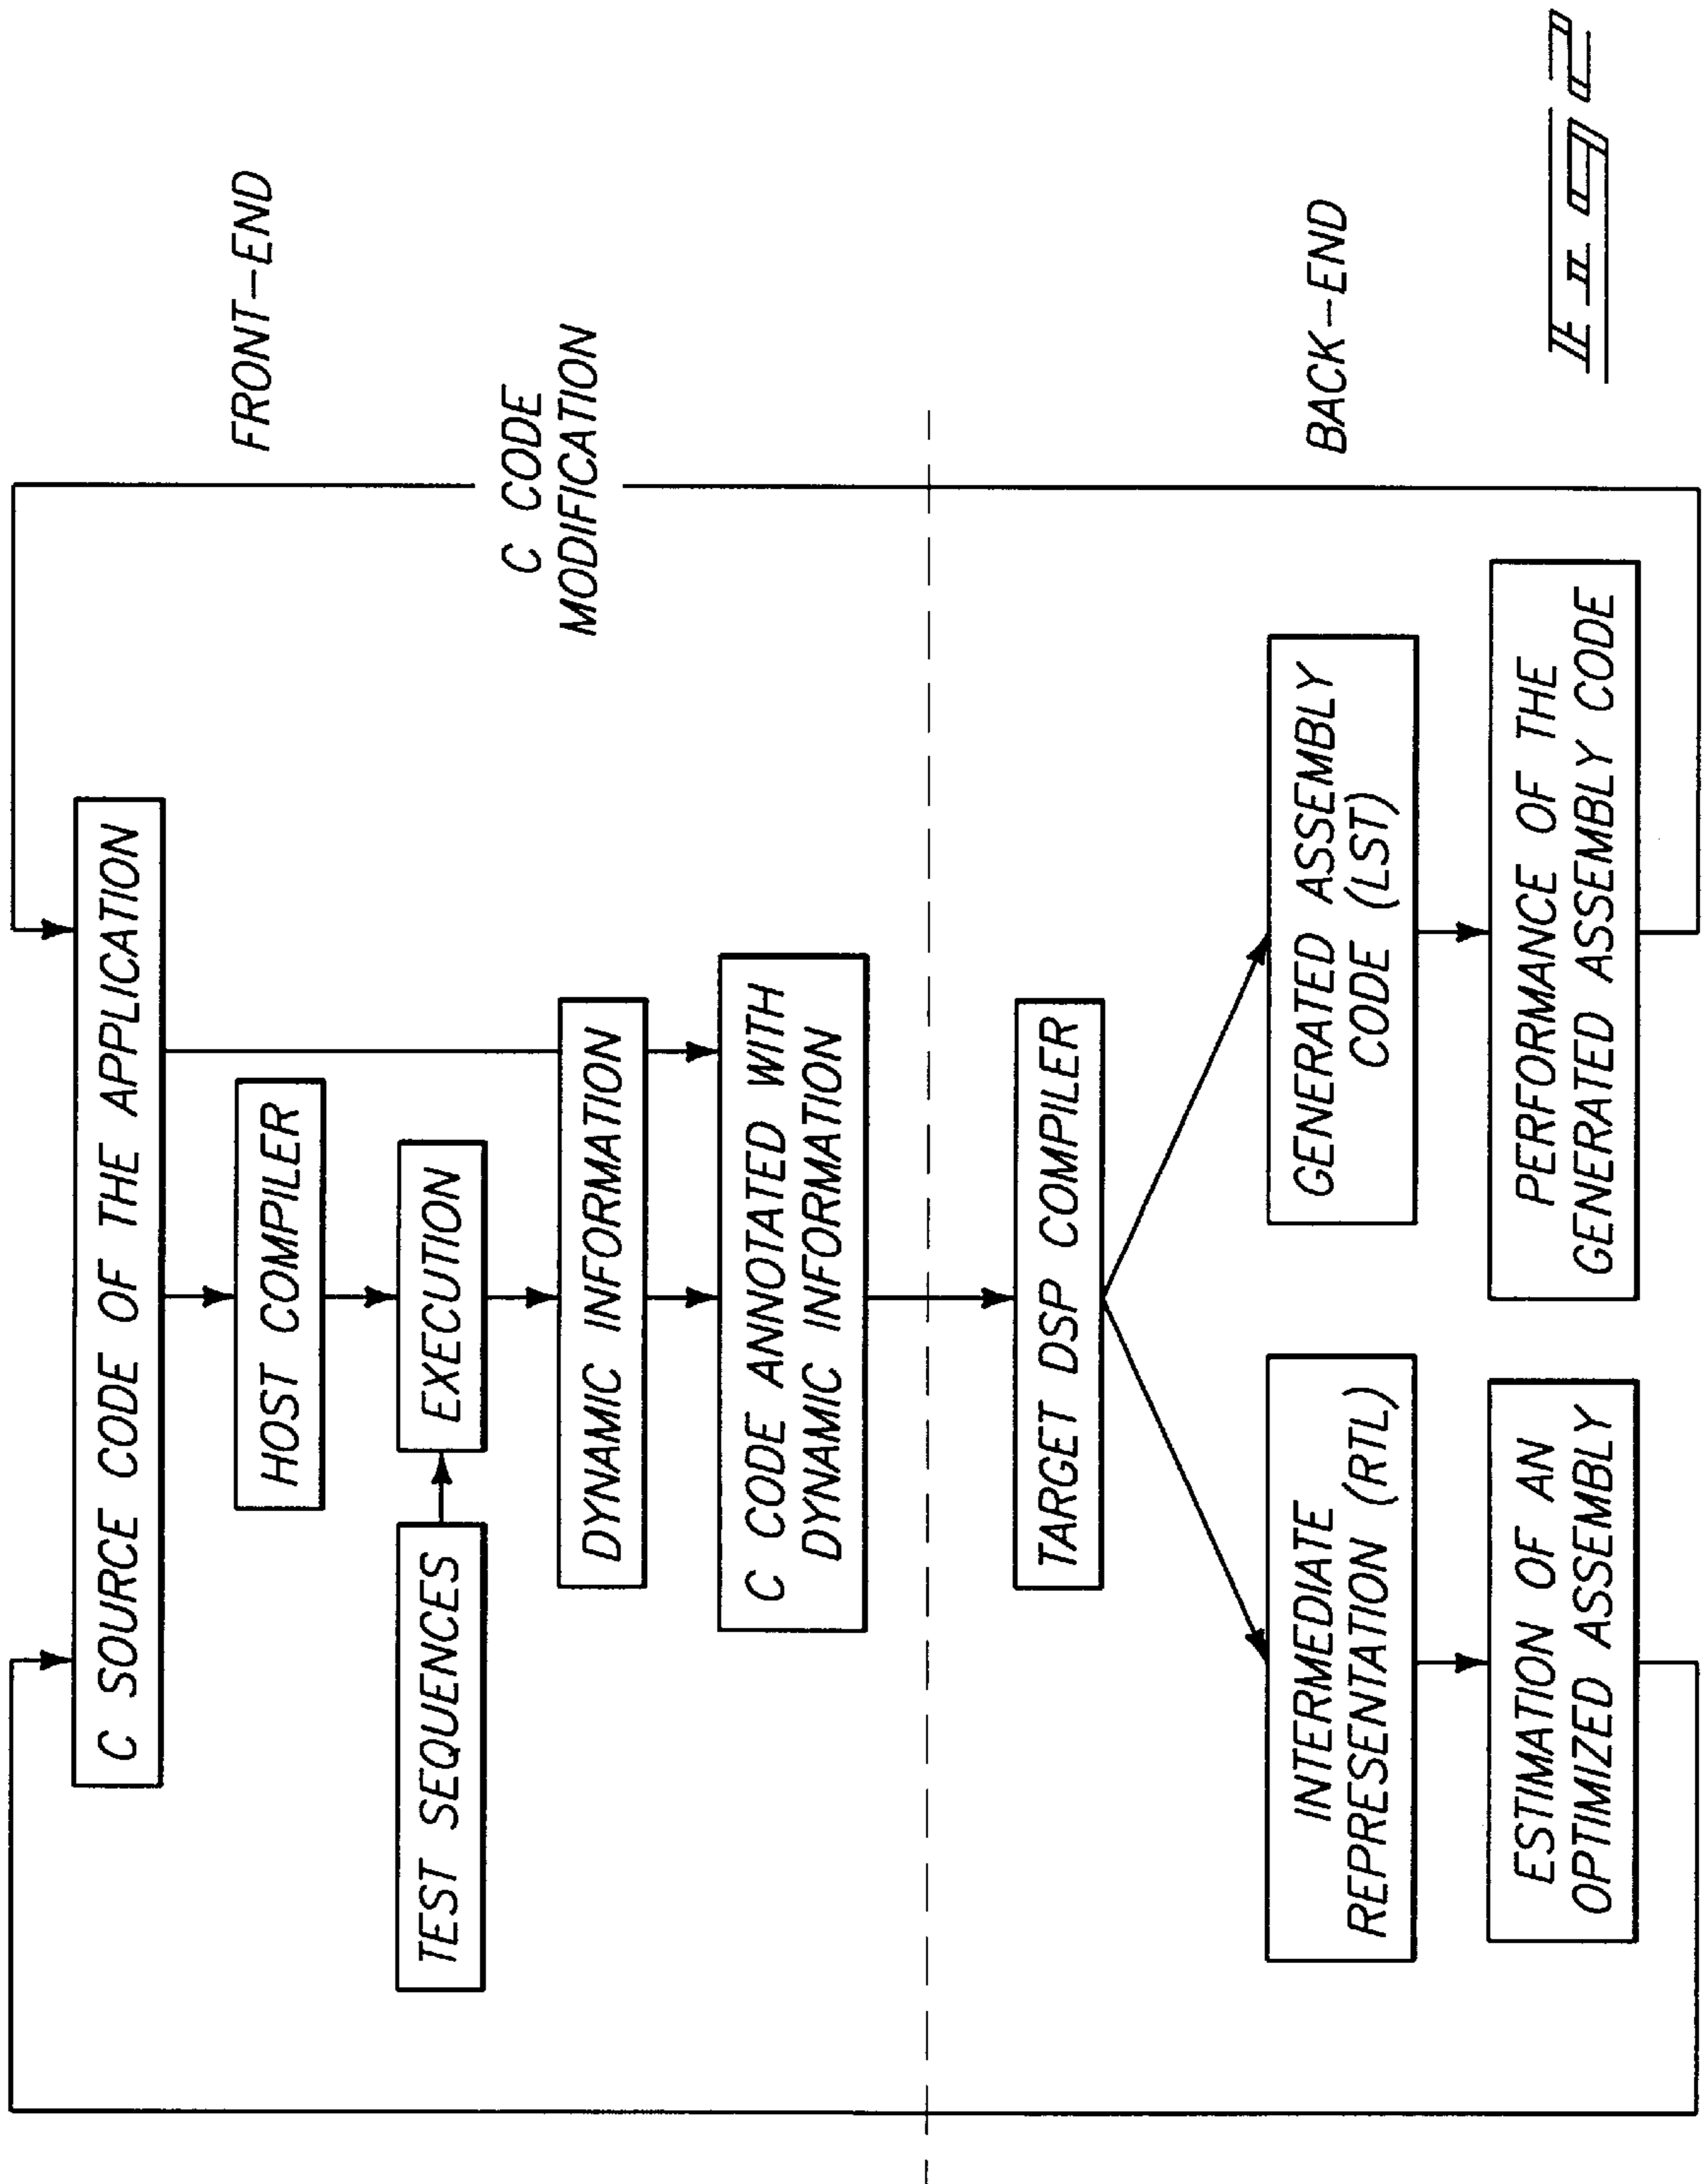 C SOURCE CODE OF THE APPLICATION
FRONT-END
HOST COMPILER
TEST SEQUENCES
EXECUTION
C CODE
MODIFICATION
DYNAMIC INFORMATION
C CODE ANNOTATED WITH
DYNAMIC INFORMATION
TARGET DSP COMPILER
BACK-END
INTERMEDIATE
REPRESENTATION (RTL)
GENERATED ASSEMBLY
CODE (LST)
ESTIMATION OF AN
OPTIMIZED ASSEMBLY
PERFORMANCE OF THE
GENERATED ASSEMBLY CODE
FIG 2